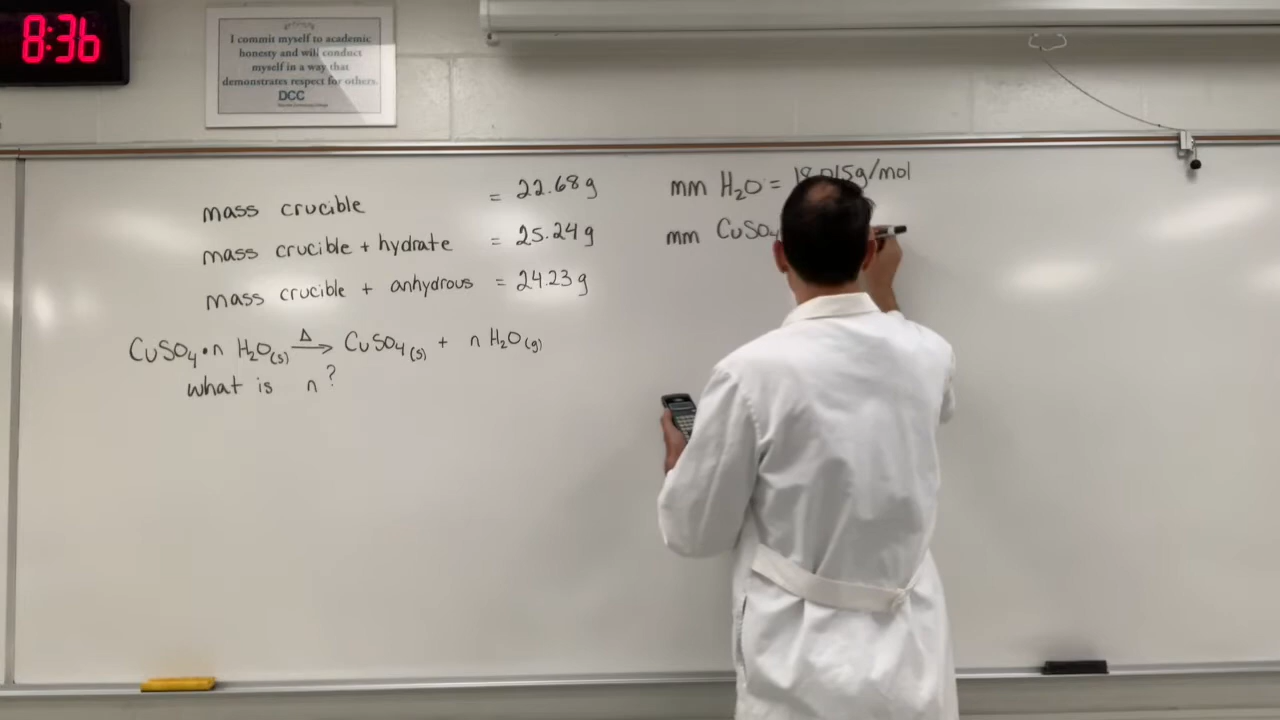 8:36
I commit myself to academic
honesty and will conduct
myself in a way that
demonstrates respect for others.
DCC
mass crucible = 22.68 g
mass crucible + hydrate = 25.24 g
mass crucible + anhydrous = 24.23 g
CuSO₄•n H₂O(s) →Δ CuSO₄(s) + n H₂O(g)
what is n?
mm H₂O = 18.015g/mol
mm CuSO₄